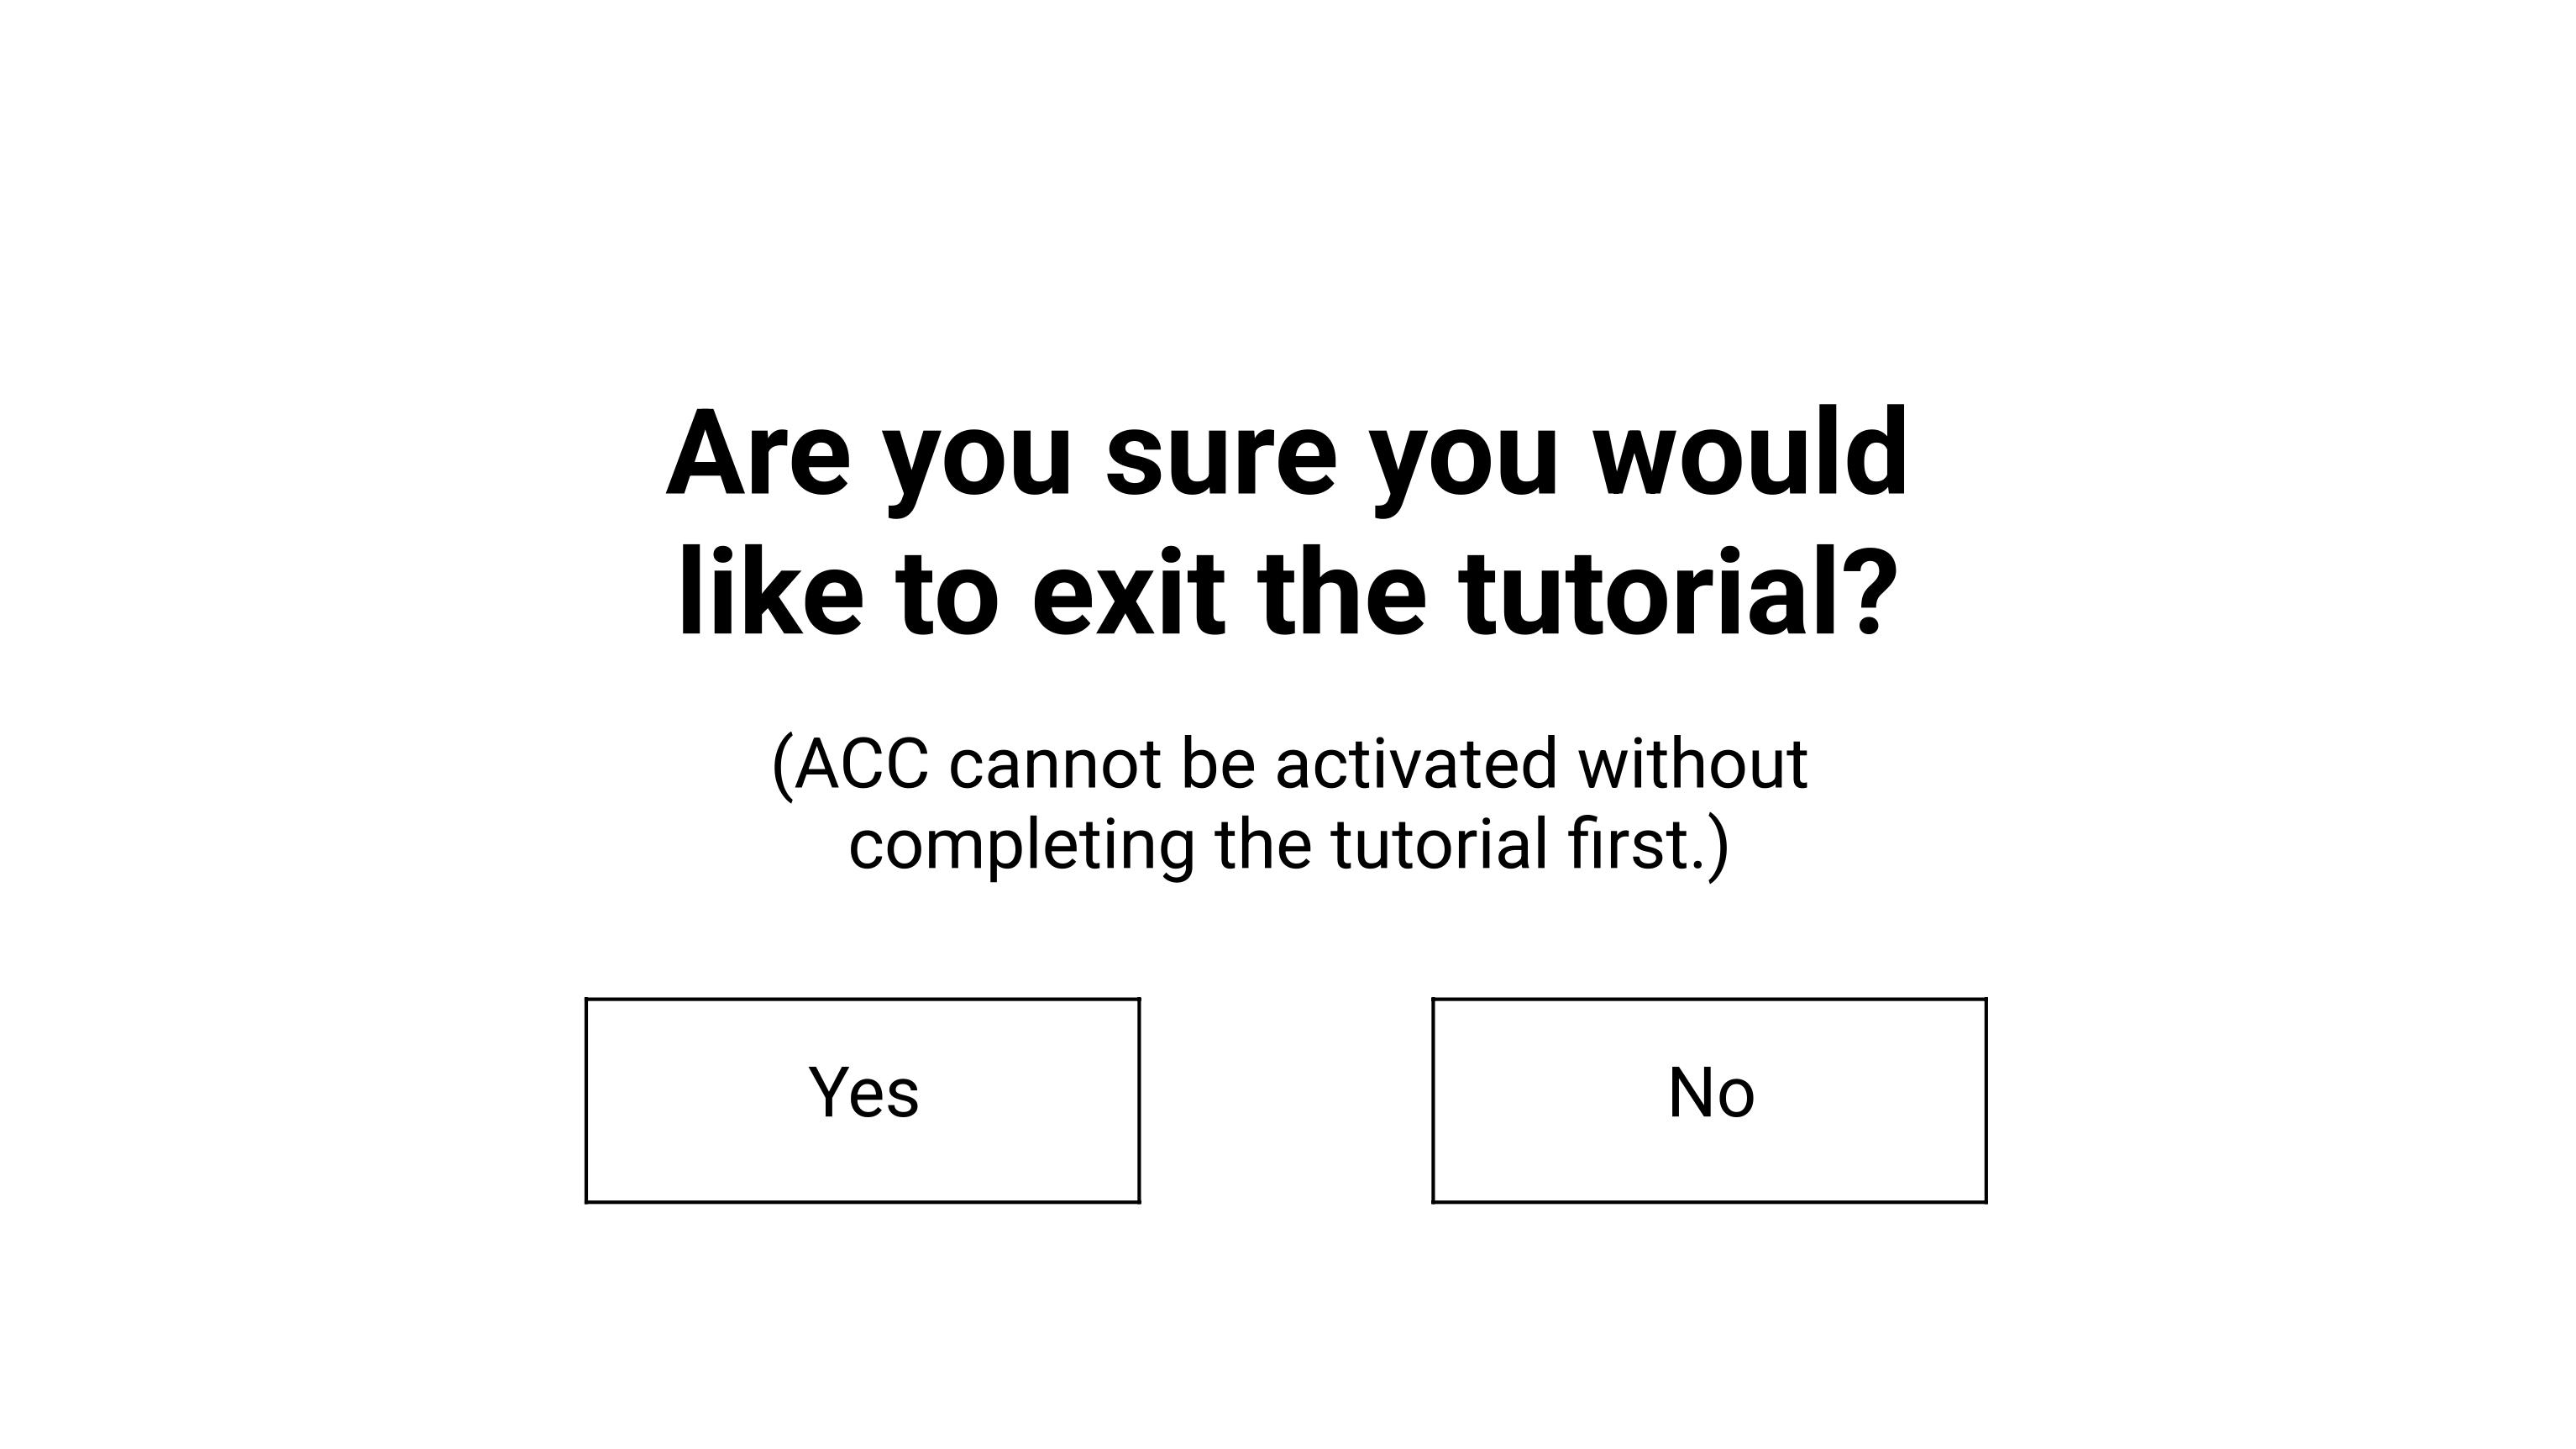 Are you sure you would
like to exit the tutorial?
(ACC cannot be activated without
completing the tutorial first.)
Yes
No